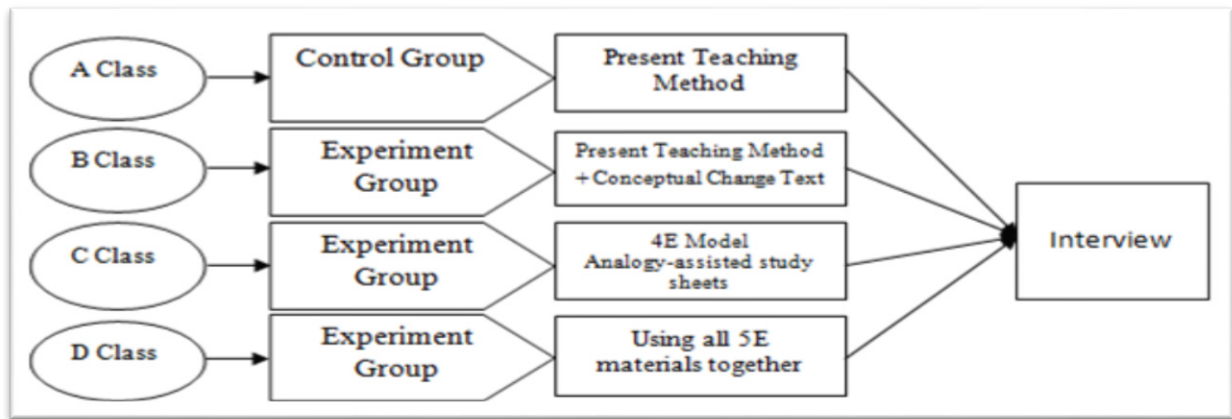 A Class
Control Group
Present Teaching
Method
B Class
Experiment
Group
Present Teaching Method
+ Conceptual Change Text
C Class
Experiment
Group
4E Model
Analogy-assisted study
sheets
D Class
Experiment
Group
Using all 5E
materials together
Interview